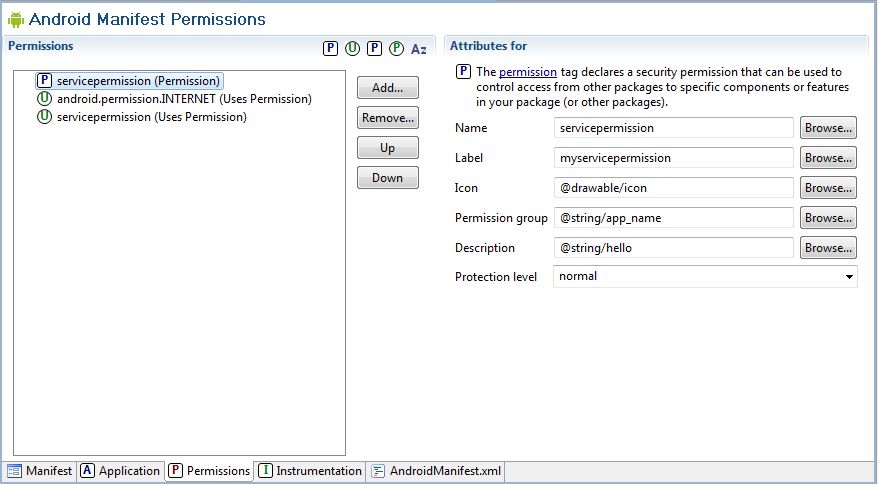 Android Manifest Permissions
Permissions
P U P P Az
P servicepermission (Permission)
U android.permission.INTERNET (Uses Permission)
U servicepermission (Uses Permission)
Add...
Remove...
Up
Down
Attributes for
P The permission tag declares a security permission that can be used to
control access from other packages to specific components or features
in your package (or other packages).
Name servicepermission Browse...
Label myservicepermission Browse...
Icon @drawable/icon Browse...
Permission group @string/app_name Browse...
Description @string/hello Browse...
Protection level normal
Manifest A Application P Permissions I Instrumentation AndroidManifest.xml